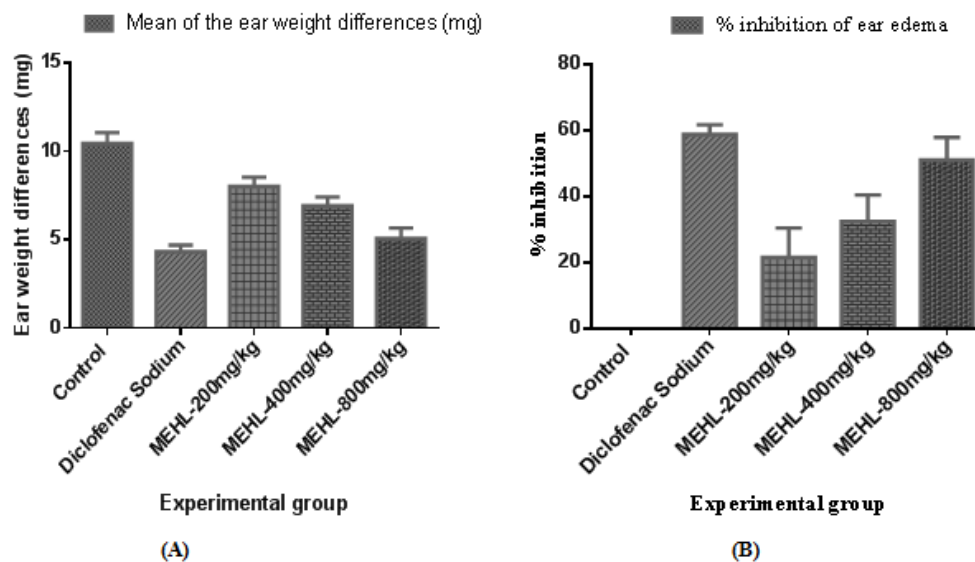 Mean of the ear weight differences (mg)
Ear weight differences (mg)
15
10
5
0
Control
Diclofenac Sodium
MEHL-200mg/kg
MEHL-400mg/kg
MEHL-800mg/kg
Experimental group
(A)
% inhibition of ear edema
% inhibition
80
60
40
20
0
Control
Diclofenac Sodium
MEHL-200mg/kg
MEHL-400mg/kg
MEHL-800mg/kg
Experimental group
(B)